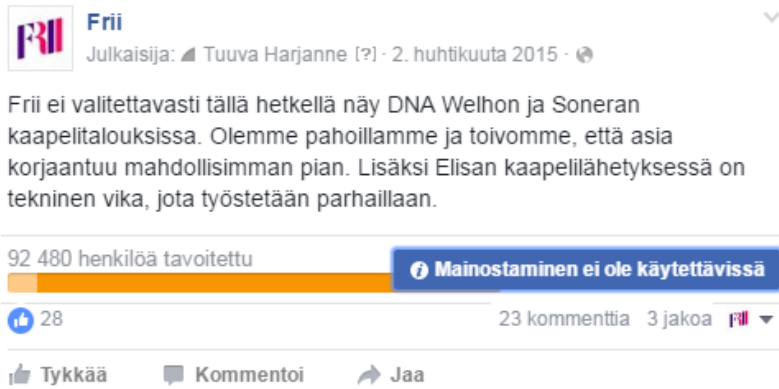 FRII
Frii
Julkaisija: Tuuva Harjanne [?] · 2. huhtikuuta 2015 ·
Frii ei valitettavasti tällä hetkellä näy DNA Welhon ja Soneran
kaapelitalouksissa. Olemme pahoillamme ja toivomme, että asia
korjaantuu mahdollisimman pian. Lisäksi Elisan kaapelilähetyksessä on
tekninen vika, jota työstetään parhaillaan.
92 480 henkilöä tavoitettu
Mainostaminen ei ole käytettävissä
28
23 kommenttia 3 jakoa FRII
Tykkää Kommentoi Jaa